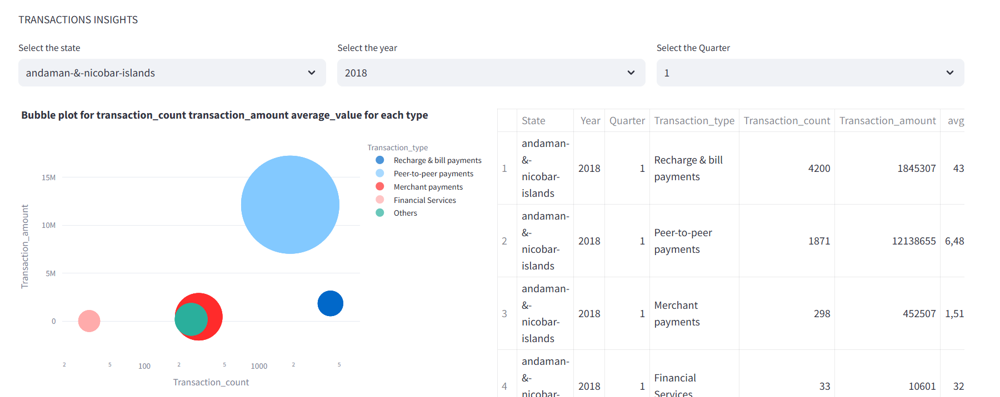 TRANSACTIONS INSIGHTS
Select the state
Select the year
Select the Quarter
andaman-&-nicobar-islands
2018
1
Bubble plot for transaction_count transaction_amount average_value for each type
Transaction_type
Recharge & bill payments
Peer-to-peer payments
Merchant payments
Financial Services
Others
15M
10M
5M
0
Transaction_amount
2
5
100
2
5
1000
2
5
Transaction_count
State Year Quarter Transaction_type Transaction_count Transaction_amount avg
andaman-
&-
nicobar-
islands
1 2018 1 Recharge & bill
payments
4200 1845307 43
andaman-
&-
nicobar-
islands
2 2018 1 Peer-to-peer
payments
1871 12138655 6,48
andaman-
&-
nicobar-
islands
3 2018 1 Merchant
payments
298 452507 1,51
andaman-
&-
nicobar-
4 2018 1 Financial
Services
33 10601 32